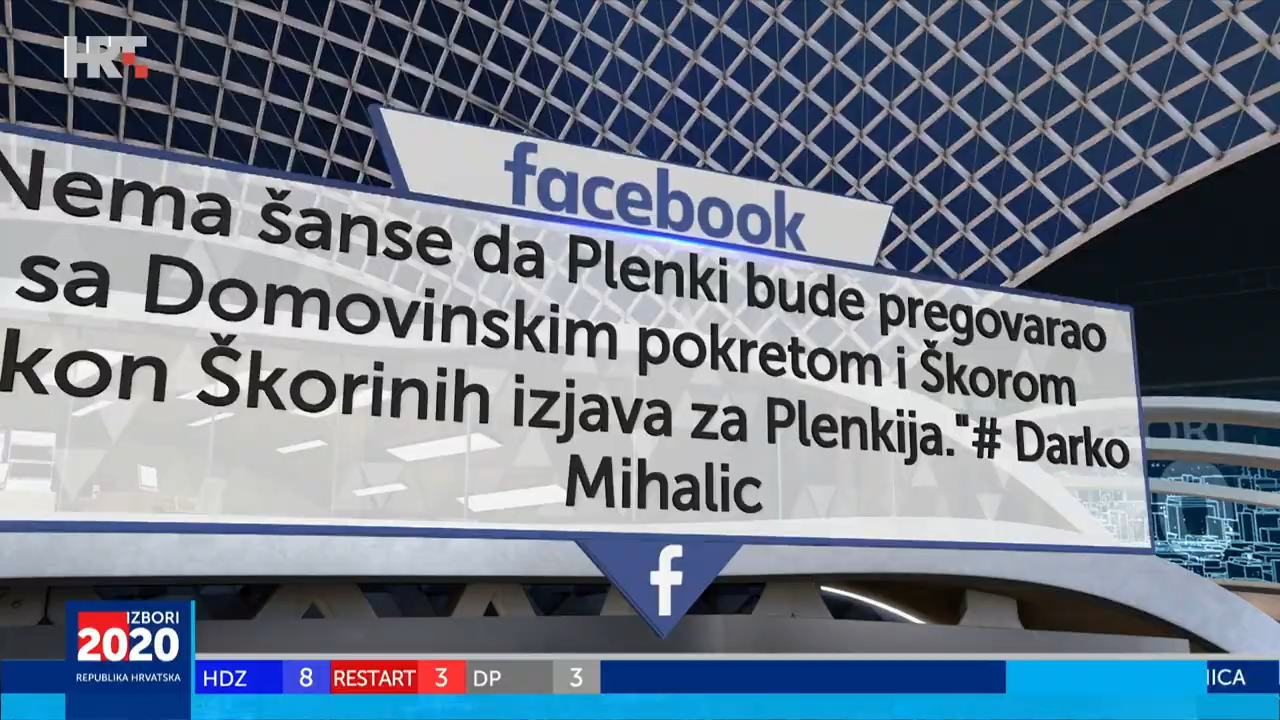 HRT
facebook
Nema šanse da Plenki bude pregovarao
sa Domovinskim pokretom i Škorom
kon Škorinih izjava za Plenkija."# Darko
Mihalic
f
IZBORI
2020
REPUBLIKA HRVATSKA
HDZ 8 RESTART 3 DP 3
NICA